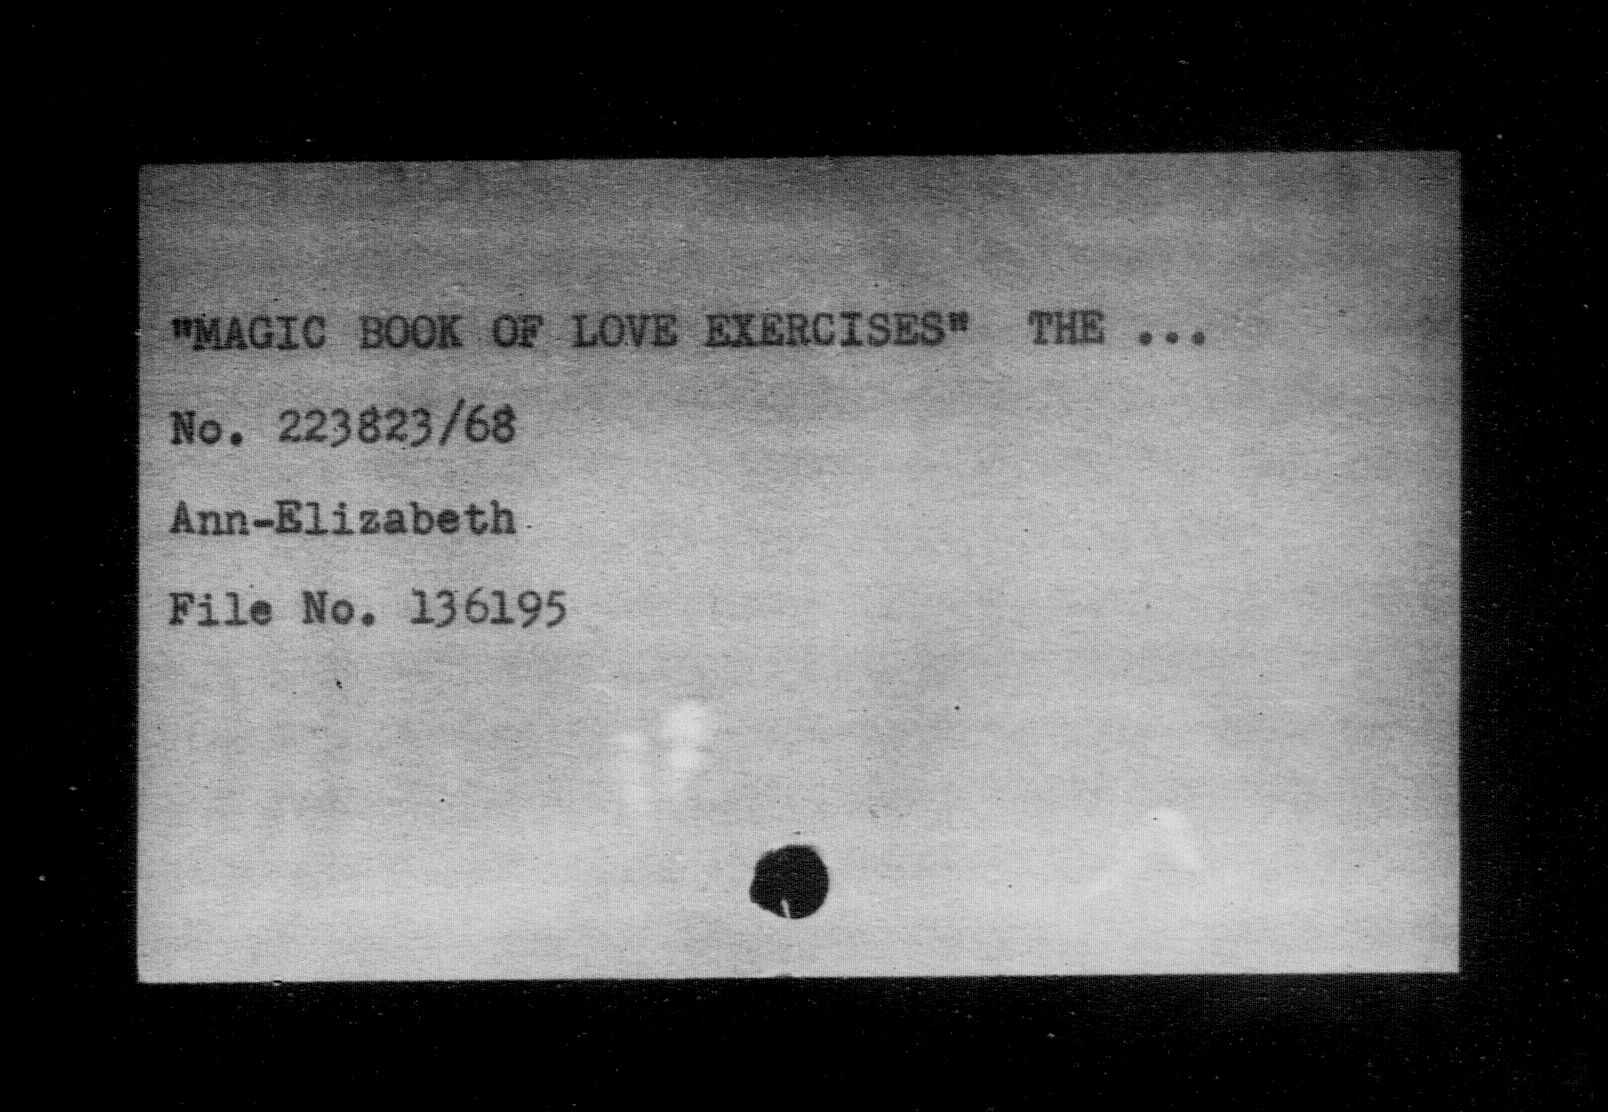 "MAGIC BOOK OF LOVE EXERCISES" THE ...
No. 223823/68
Ann-Elizabeth
File No. 136195